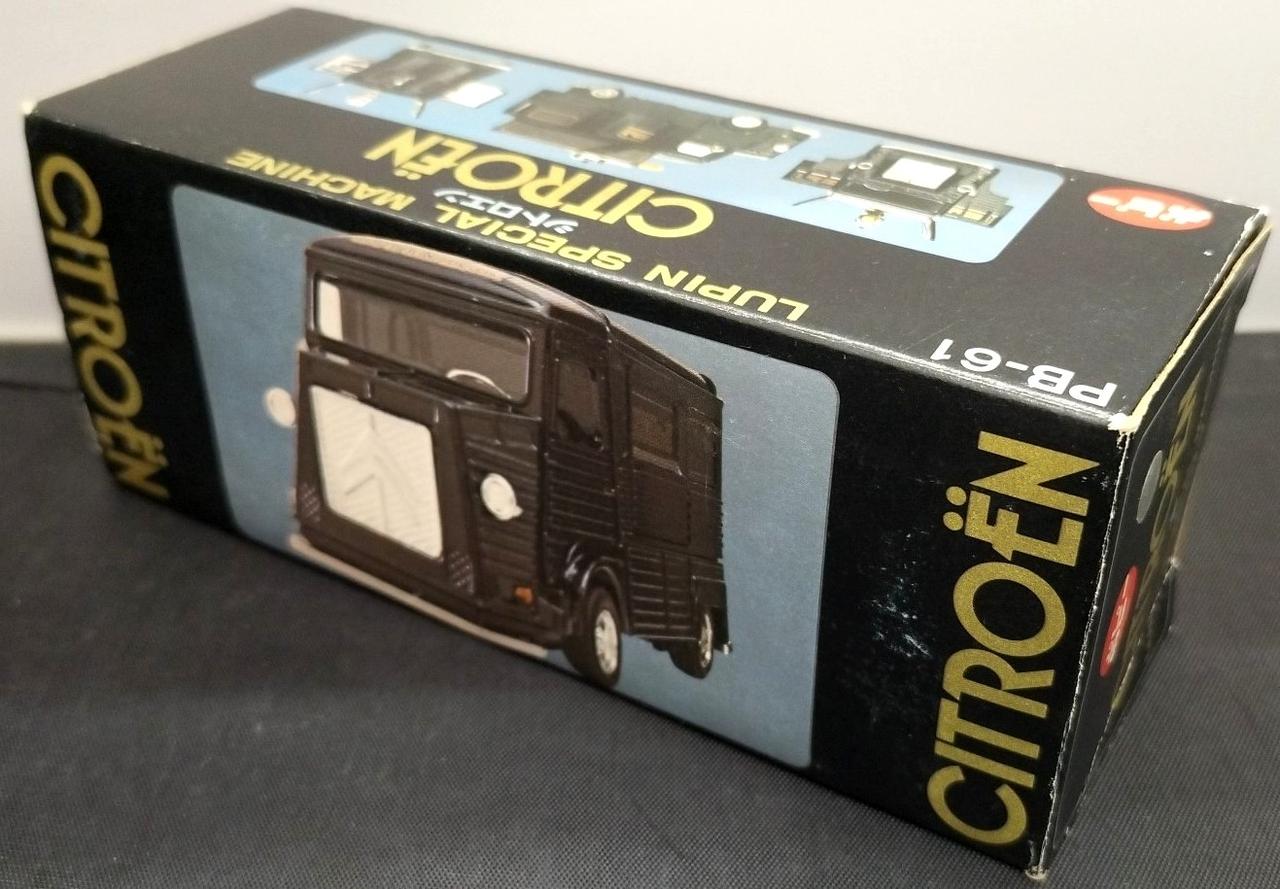 CITROËN
LUPIN SPECIAL MACHINE
シトロエン
CITROËN
PB-61
CITROËN